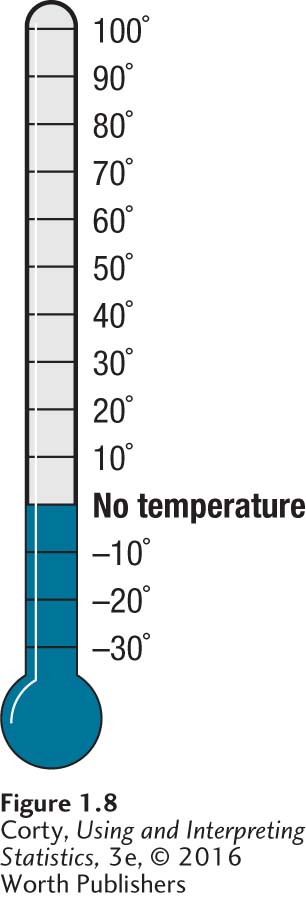 100°
90°
80°
70°
60°
50°
40°
30°
20°
10°
No temperature
–10°
–20°
–30°
Figure 1.8
Corty, Using and Interpreting
Statistics, 3e, © 2016
Worth Publishers